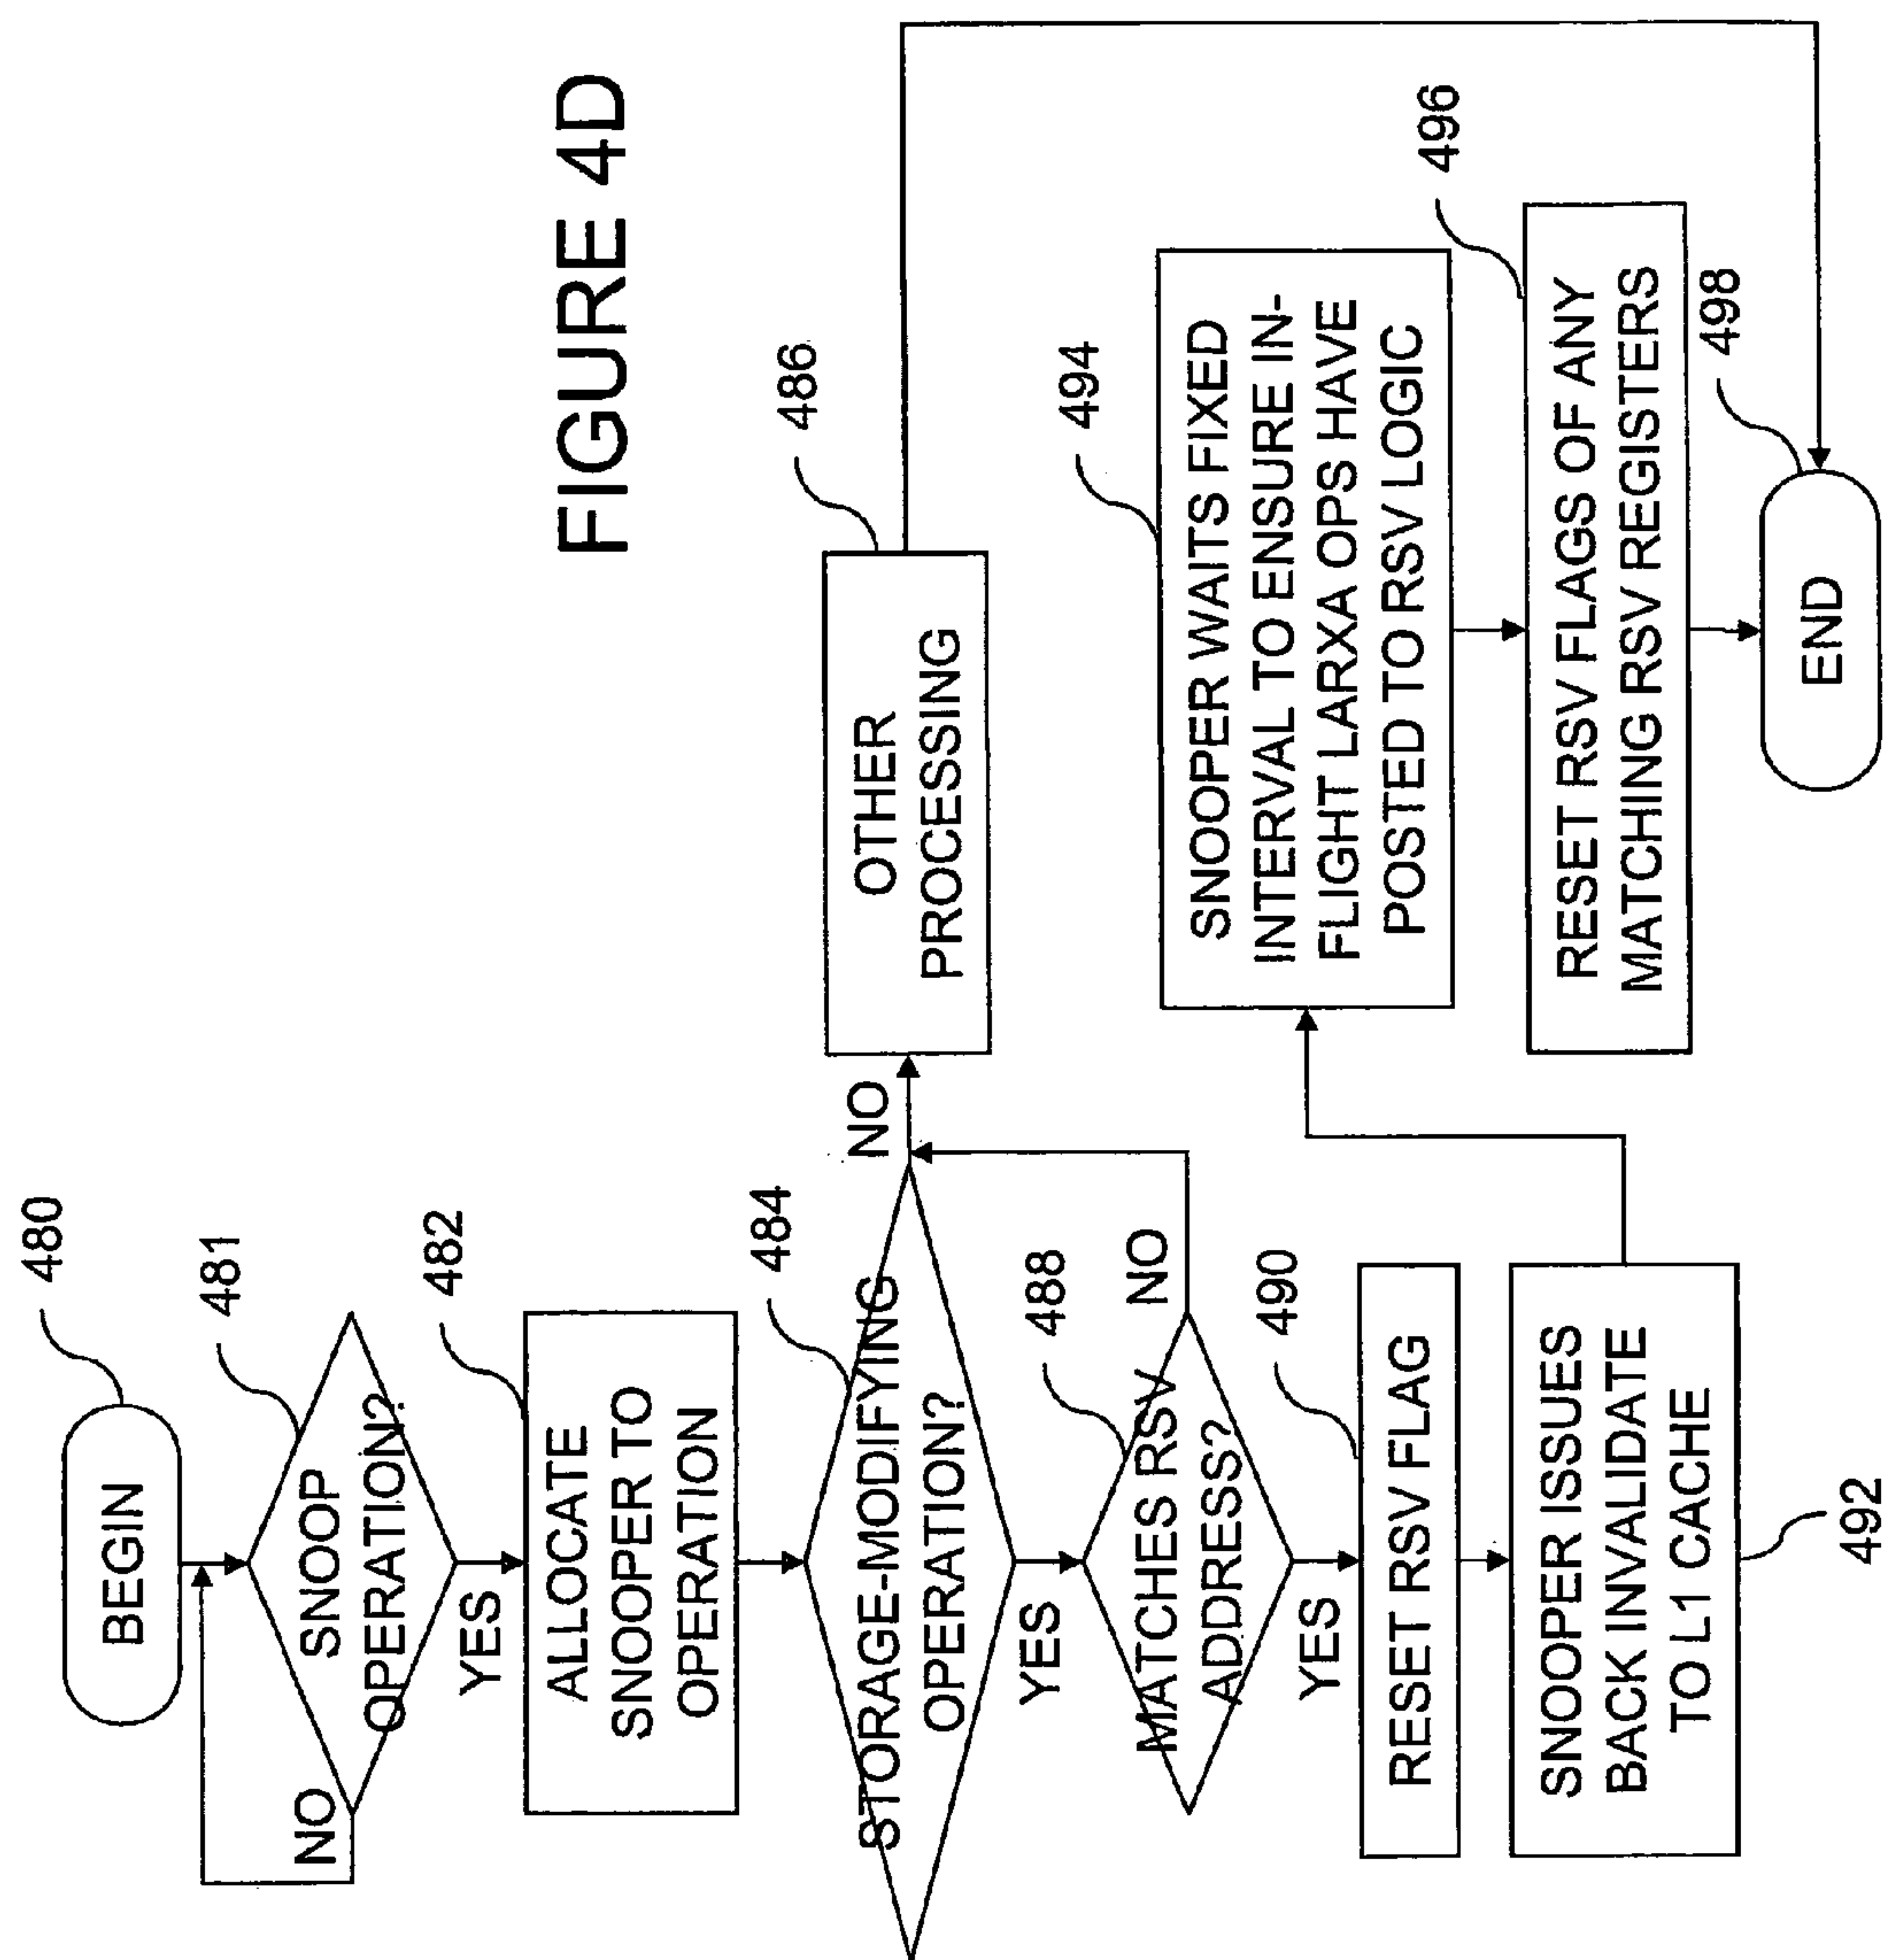 FIGURE 4D
480
BEGIN
481
SNOOP
OPERATION?
NO
YES
482
ALLOCATE
SNOOPER TO
OPERATION
484
STORAGE-MODIFYING
OPERATION?
NO
YES
486
OTHER
PROCESSING
488
MATCHES RSV
ADDRESS?
NO
YES
490
RESET RSV FLAG
SNOOPER ISSUES
BACK INVALIDATE
TO L1 CACHE
492
494
SNOOPER WAITS FIXED
INTERVAL TO ENSURE IN-
FLIGHT LARXA OPS HAVE
POSTED TO RSV LOGIC
496
RESET RSV FLAGS OF ANY
MATCHING RSV REGISTERS
498
END